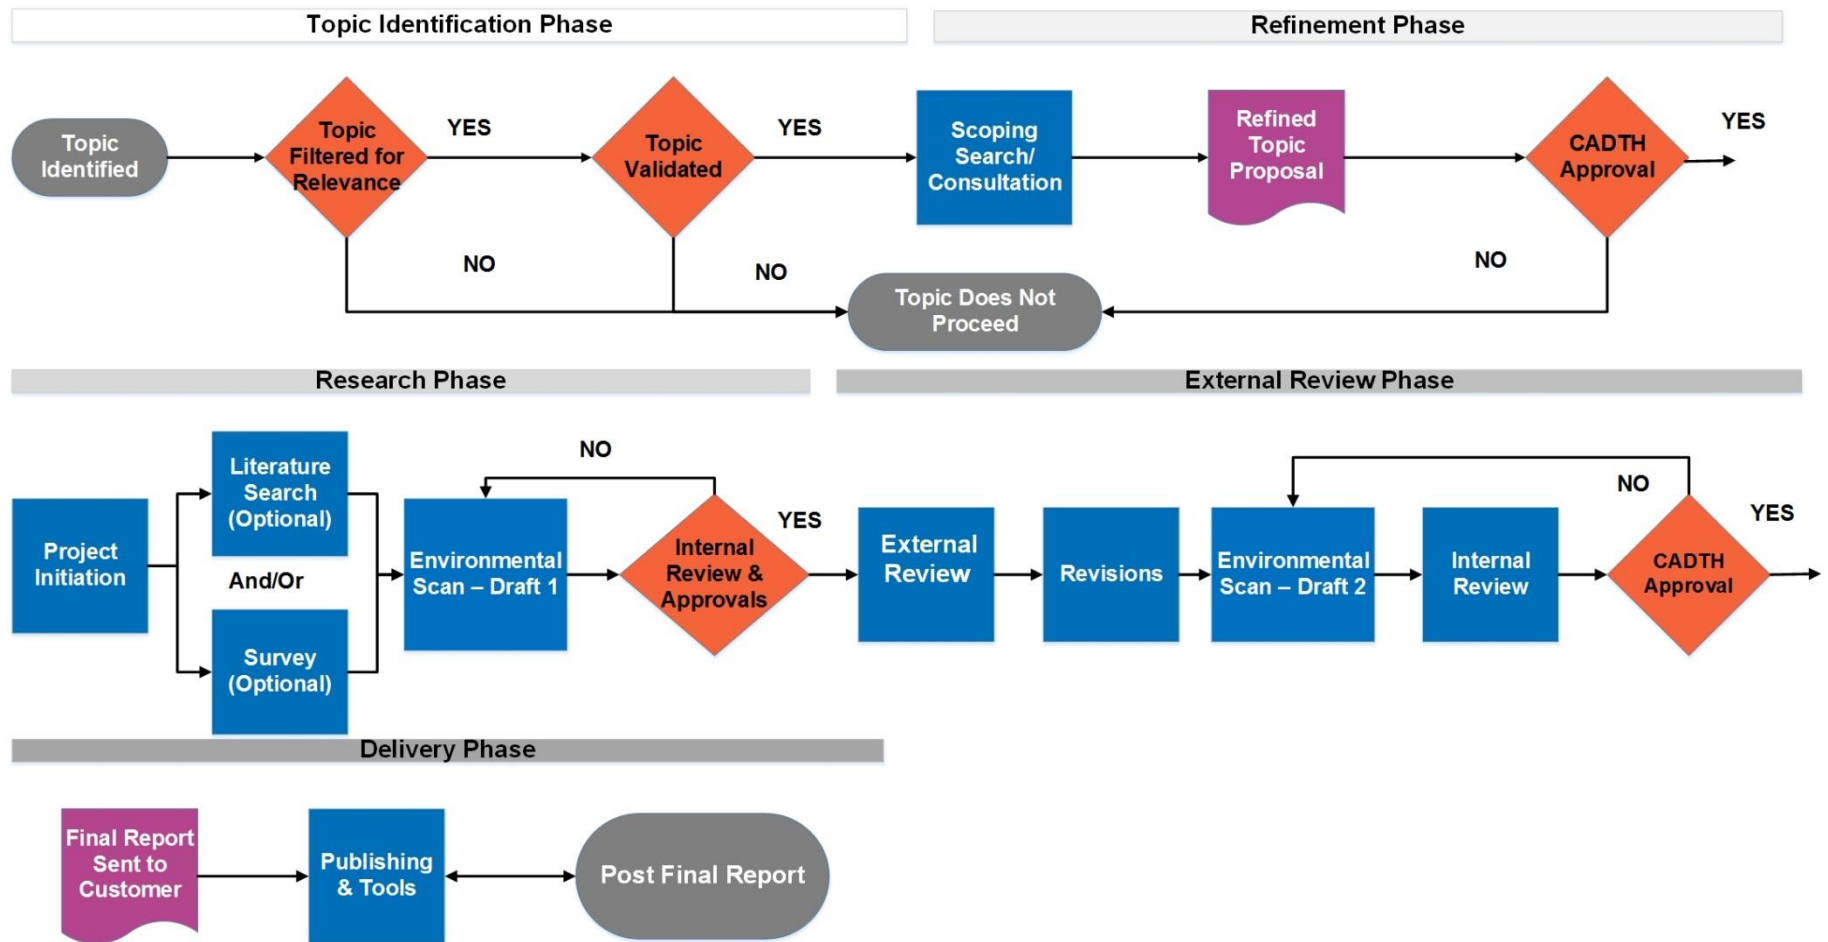 Topic Identification Phase
Refinement Phase
Topic
Identified
Topic
Filtered for
Relevance
YES
Topic
Validated
YES
Scoping
Search/
Consultation
Refined
Topic
Proposal
CADTH
Approval
YES
NO
NO
NO
Topic Does Not
Proceed
Research Phase
External Review Phase
Project
Initiation
Literature
Search
(Optional)
And/Or
Survey
(Optional)
Environmental
Scan – Draft 1
NO
Internal
Review &
Approvals
YES
External
Review
Revisions
Environmental
Scan – Draft 2
Internal
Review
NO
CADTH
Approval
YES
Delivery Phase
Final Report
Sent to
Customer
Publishing
& Tools
Post Final Report